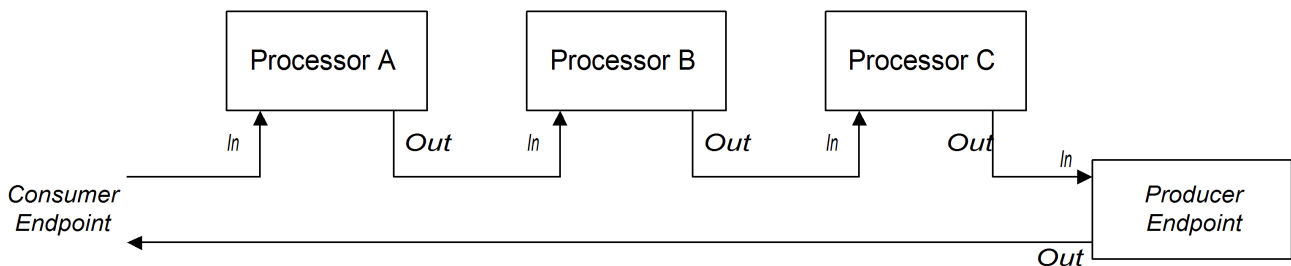 Processor A
Processor B
Processor C
In
Out
In
Out
In
Out
In
Consumer
Endpoint
Producer
Endpoint
Out